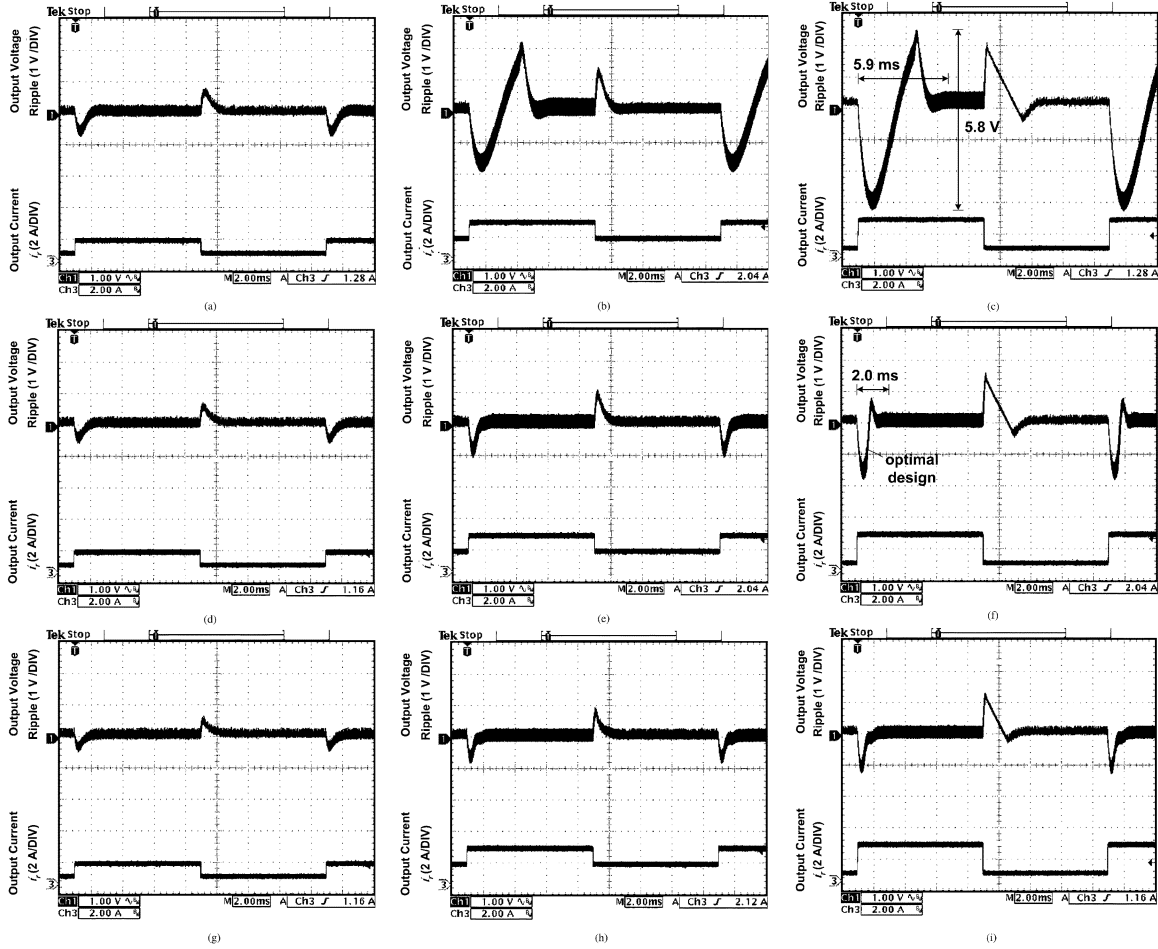 Tek Stop
Output Voltage
Ripple (1 V /DIV)
Output Current
(2 A/DIV)
Ch1 1.00 V M 2.00ms A Ch3 1.28 A
Ch3 2.00 A
(a)
Tek Stop
Output Voltage
Ripple (1 V /DIV)
Output Current
(2 A/DIV)
Ch1 1.00 V M 2.00ms A Ch3 2.04 A
Ch3 2.00 A
(b)
Tek Stop
Output Voltage
Ripple (1 V /DIV)
5.9 ms
5.8 V
Output Current
(2 A/DIV)
Ch1 1.00 V M 2.00ms A Ch3 1.28 A
Ch3 2.00 A
(c)
Tek Stop
Output Voltage
Ripple (1 V /DIV)
Output Current
(2 A/DIV)
Ch1 1.00 V M 2.00ms A Ch3 1.16 A
Ch3 2.00 A
(d)
Tek Stop
Output Voltage
Ripple (1 V /DIV)
Output Current
(2 A/DIV)
Ch1 1.00 V M 2.00ms A Ch3 2.04 A
Ch3 2.00 A
(e)
Tek Stop
Output Voltage
Ripple (1 V /DIV)
2.0 ms
optimal
design
Output Current
(2 A/DIV)
Ch1 1.00 V M 2.00ms A Ch3 2.04 A
Ch3 2.00 A
(f)
Tek Stop
Output Voltage
Ripple (1 V /DIV)
Output Current
(2 A/DIV)
Ch1 1.00 V M 2.00ms A Ch3 1.16 A
Ch3 2.00 A
(g)
Tek Stop
Output Voltage
Ripple (1 V /DIV)
Output Current
(2 A/DIV)
Ch1 1.00 V M 2.00ms A Ch3 2.12 A
Ch3 2.00 A
(h)
Tek Stop
Output Voltage
Ripple (1 V /DIV)
Output Current
(2 A/DIV)
Ch1 1.00 V M 2.00ms A Ch3 1.16 A
Ch3 2.00 A
(i)